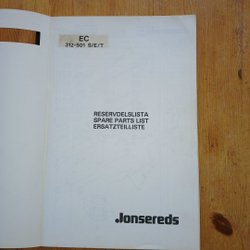 EC
312-601 S/E/T
RESERVDELSLISTA
SPARE PARTS LIST
ERSATZTEILLISTE
Jonsereds